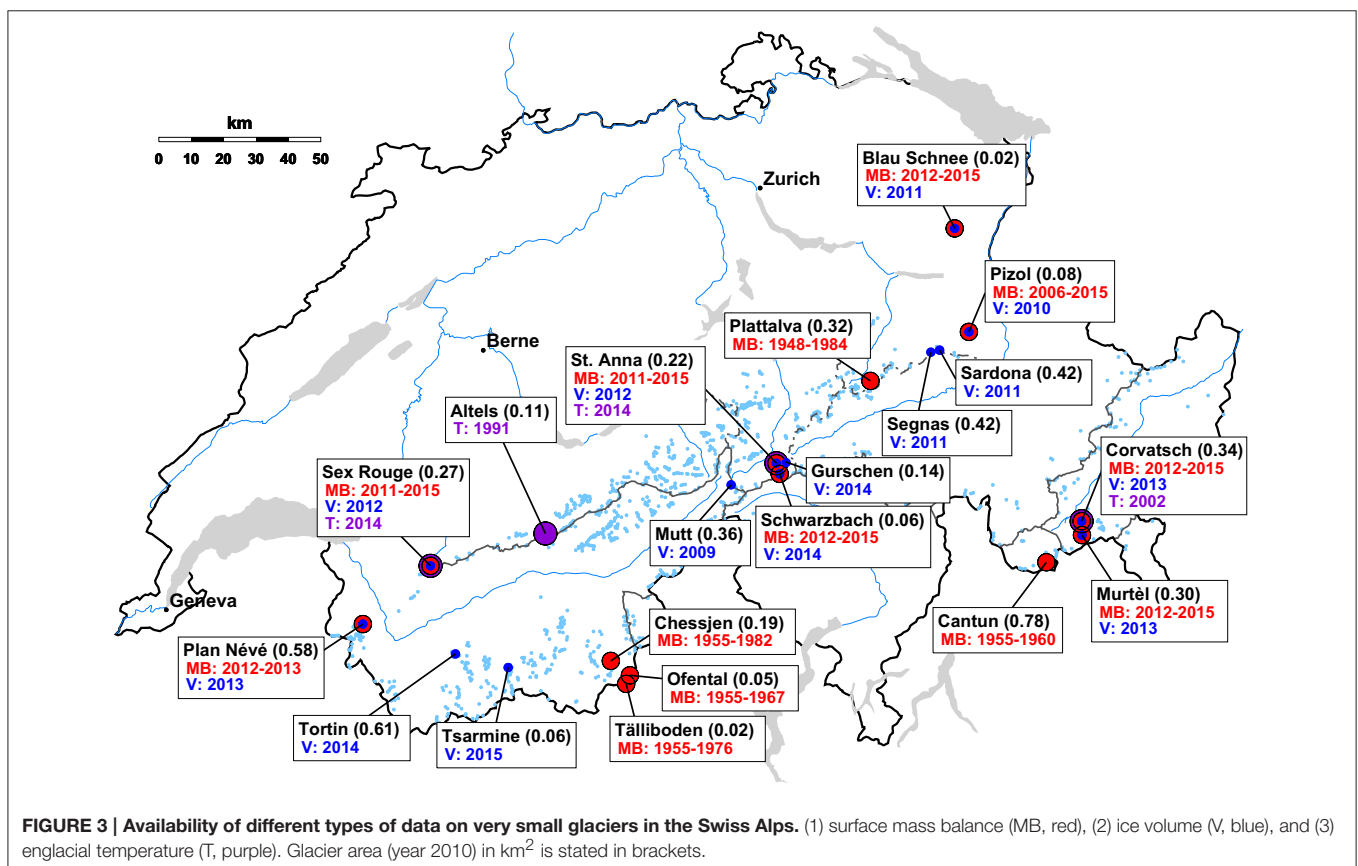 km
0 10 20 30 40 50
Zurich
Berne
Geneva
Blau Schnee (0.02)
MB: 2012-2015
V: 2011
Pizol (0.08)
MB: 2006-2015
V: 2010
Plattalva (0.32)
MB: 1948-1984
St. Anna (0.22)
MB: 2011-2015
V: 2012
T: 2014
Sardona (0.42)
V: 2011
Altels (0.11)
T: 1991
Segnas (0.42)
V: 2011
Corvatsch (0.34)
MB: 2012-2015
V: 2013
T: 2002
Sex Rouge (0.27)
MB: 2011-2015
V: 2012
T: 2014
Gurschen (0.14)
V: 2014
Mutt (0.36)
V: 2009
Schwarzbach (0.06)
MB: 2012-2015
V: 2014
Murtèl (0.30)
MB: 2012-2015
V: 2013
Cantun (0.78)
MB: 1955-1960
Chessjen (0.19)
MB: 1955-1982
Plan Névé (0.58)
MB: 2012-2013
V: 2013
Ofental (0.05)
MB: 1955-1967
Tortin (0.61)
V: 2014
Tsarmine (0.06)
V: 2015
Tälliboden (0.02)
MB: 1955-1976
FIGURE 3 | Availability of different types of data on very small glaciers in the Swiss Alps. (1) surface mass balance (MB, red), (2) ice volume (V, blue), and (3)
englacial temperature (T, purple). Glacier area (year 2010) in km² is stated in brackets.